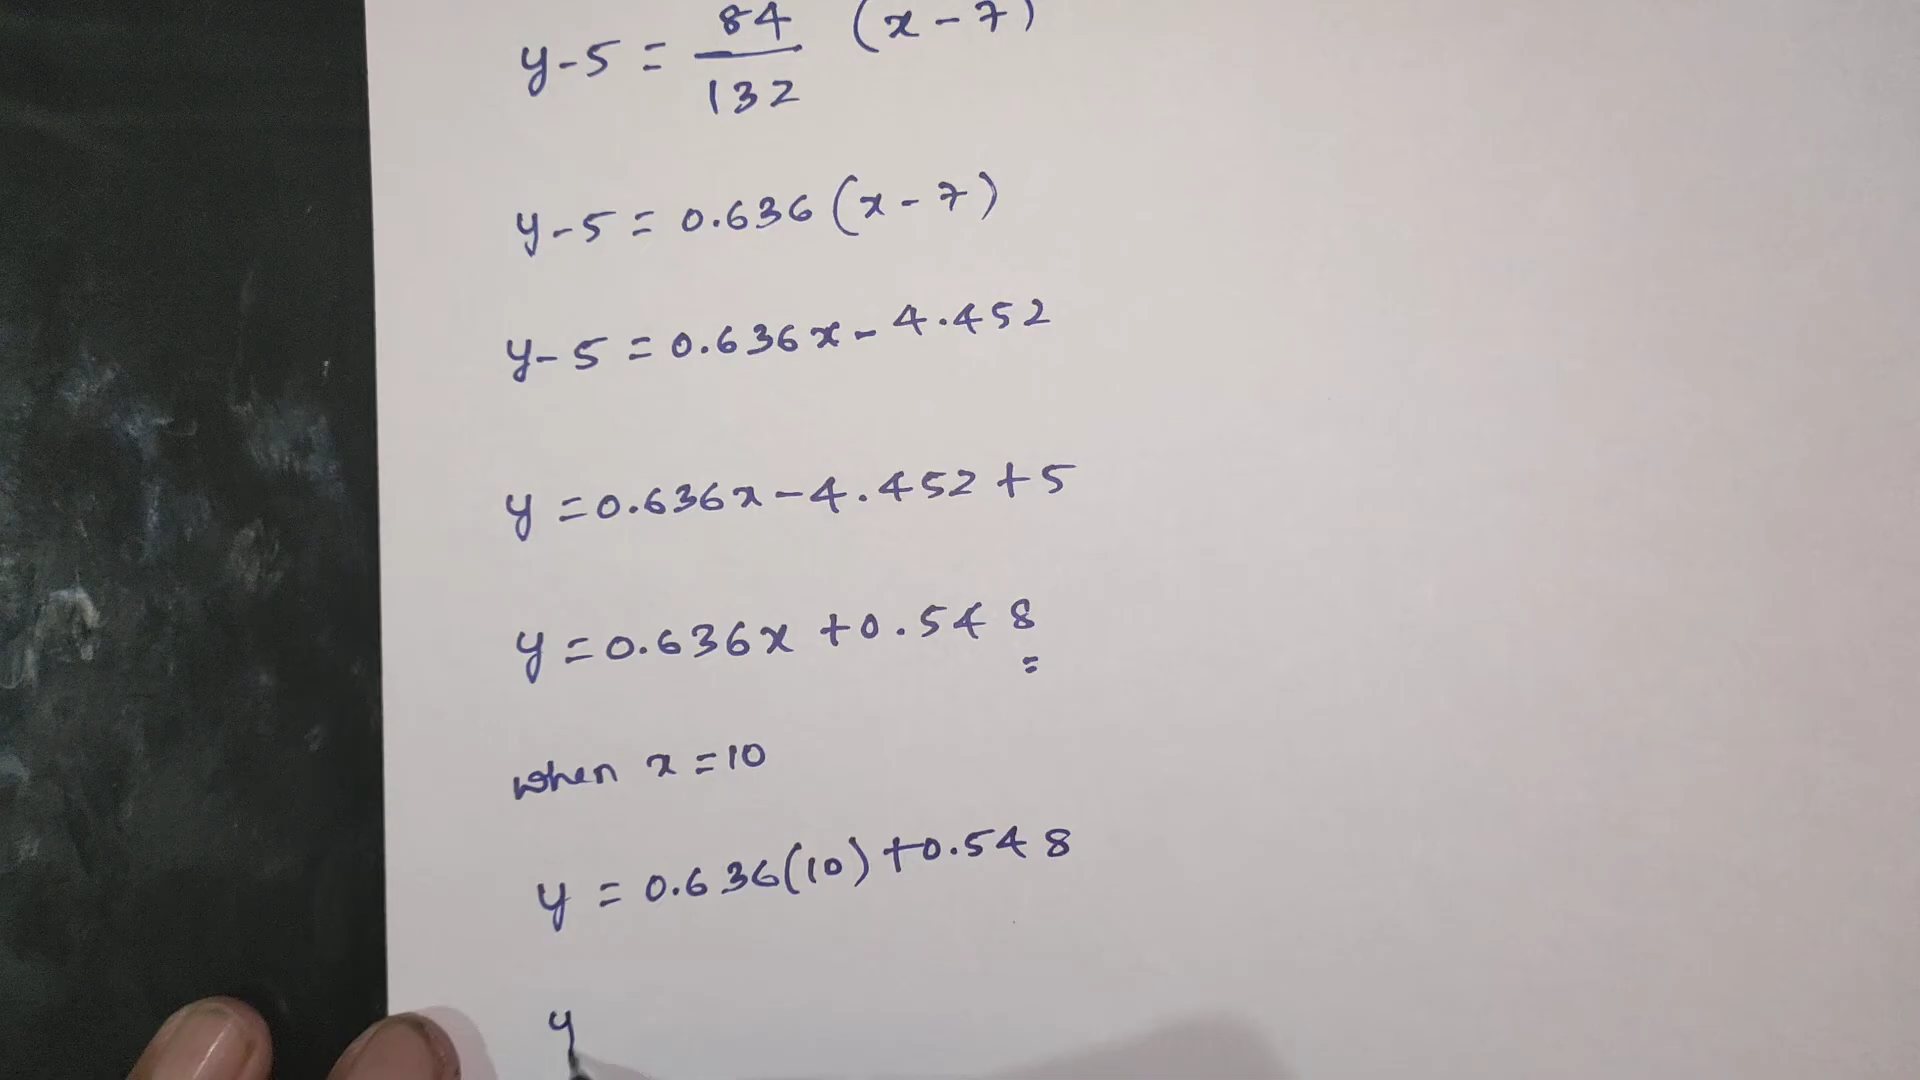 y-5 = 84/132 (x-7)
y-5 = 0.636 (x-7)
y-5 = 0.636x - 4.452
y = 0.636x - 4.452 + 5
y = 0.636x + 0.548
=
when x = 10
y = 0.636(10) + 0.548
y